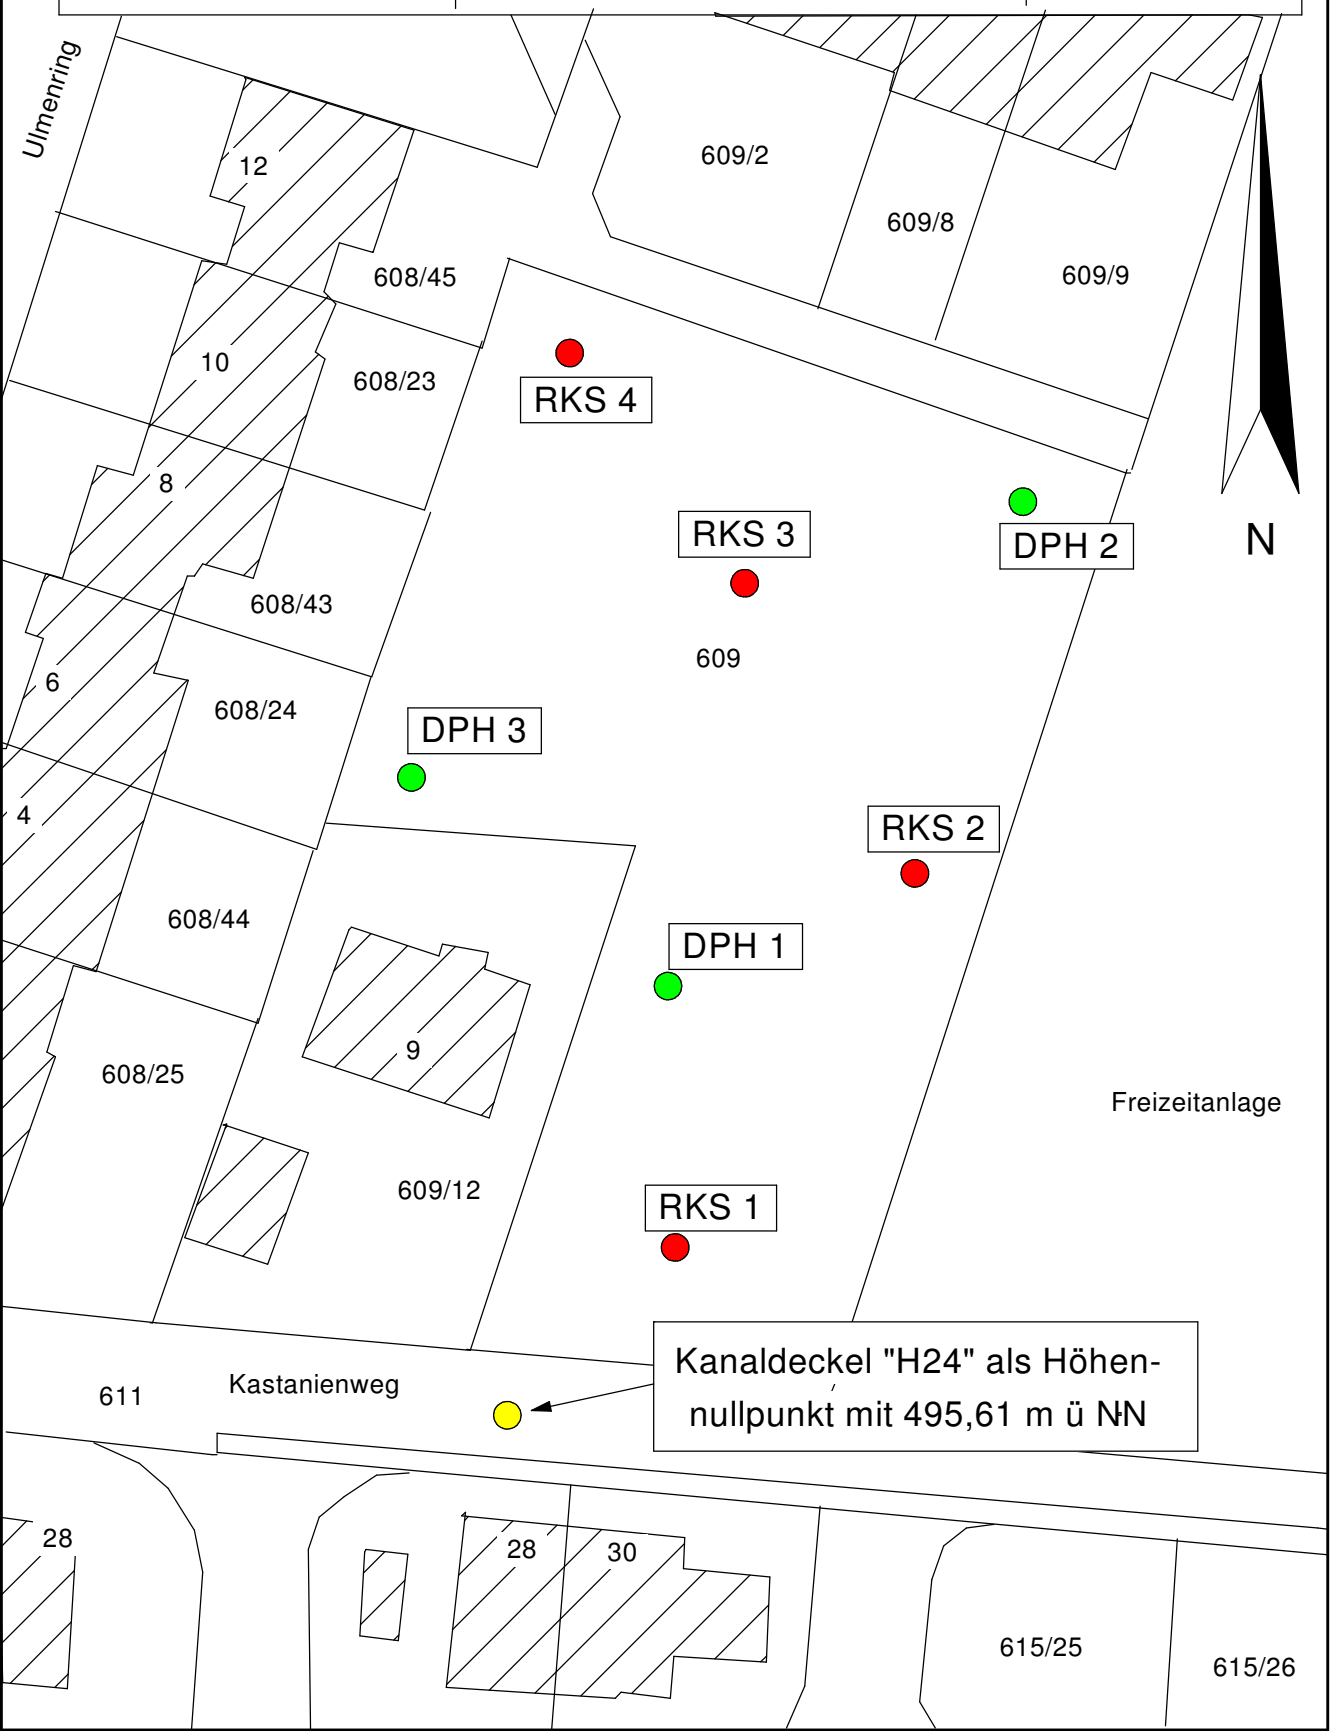 Ulmenring
12
609/2
609/8
608/45
609/9
10
608/23
RKS 4
8
RKS 3
DPH 2
N
608/43
609
6
608/24
DPH 3
4
RKS 2
608/44
DPH 1
9
608/25
Freizeitanlage
609/12
RKS 1
Kanaldeckel "H24" als Höhen-
nullpunkt mit 495,61 m ü NN
Kastanienweg
611
28
28
30
615/25
615/26